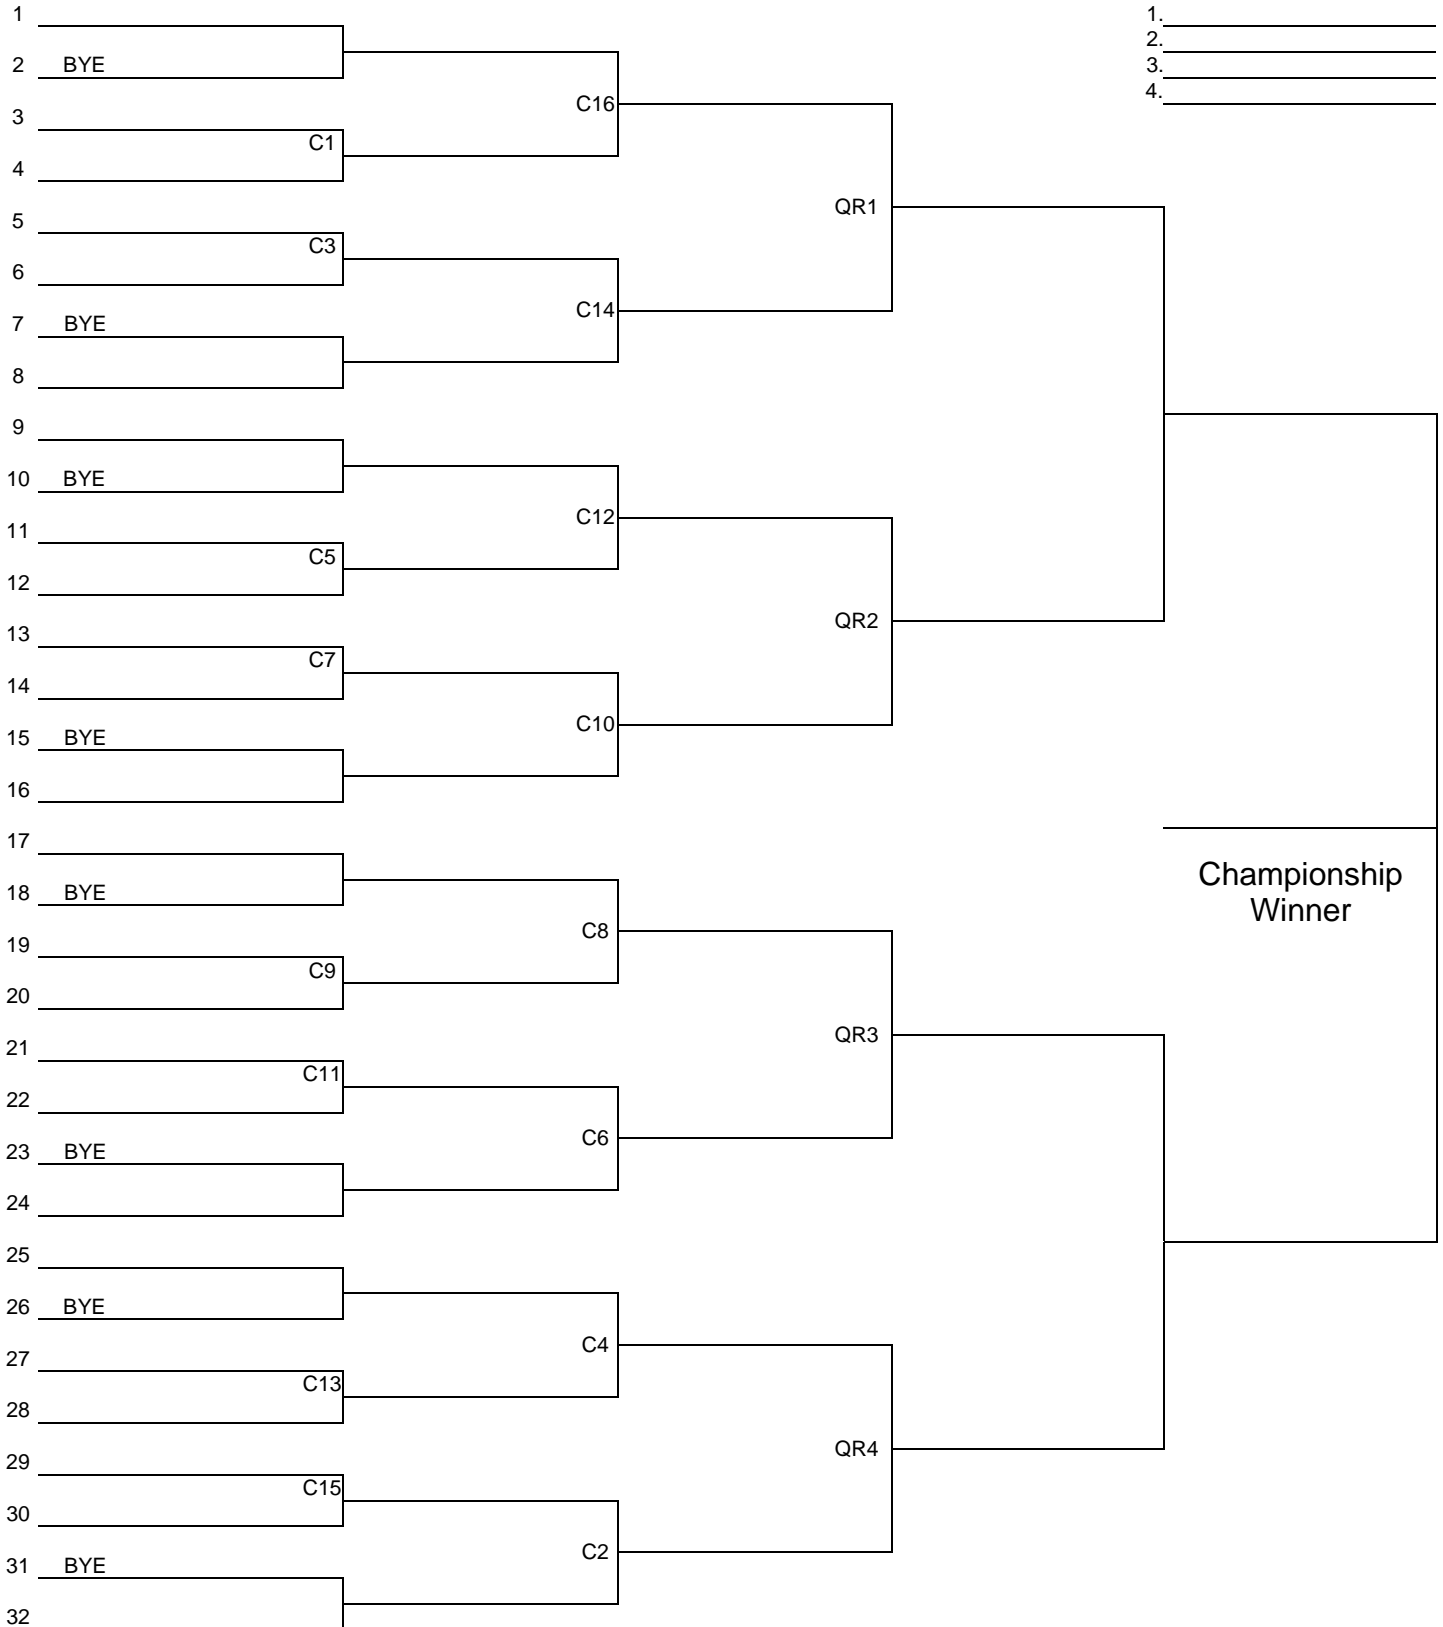 1
1.
2.
2 BYE
3.
4.
C16
3
C1
4
QR1
5
C3
6
C14
7 BYE
8
9
10 BYE
C12
11
C5
12
QR2
13
C7
14
C10
15 BYE
16
17
Championship
Winner
18 BYE
C8
19
C9
20
QR3
21
C11
22
C6
23 BYE
24
25
26 BYE
C4
27
C13
28
QR4
29
C15
30
C2
31 BYE
32